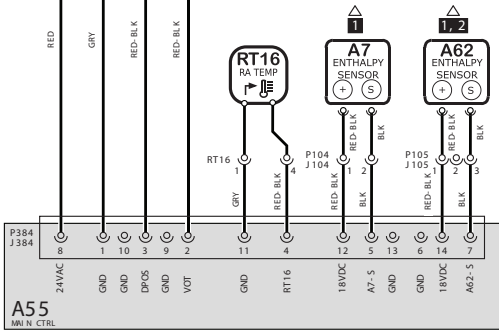 RED
GRY
RED-BLK
RED-BLK
RT16
RA TEMP
1
A7
ENTHALPY
SENSOR
+ S
1, 2
A62
ENTHALPY
SENSOR
+ S
RED-BLK
BLK
RED-BLK
BLK
RT16
1
4
P104
J104
1
2
P105
J105
1
2
3
GRY
RED-BLK
RED-BLK
BLK
RED-BLK
BLK
P384
J384
8 1 10 3 9 2 11 4 12 5 13 6 14 7
24VAC
GND
GND
DPOS
GND
VOT
GND
RT16
18VDC
A7-S
GND
GND
18VDC
A62-S
A55
MAIN CTRL